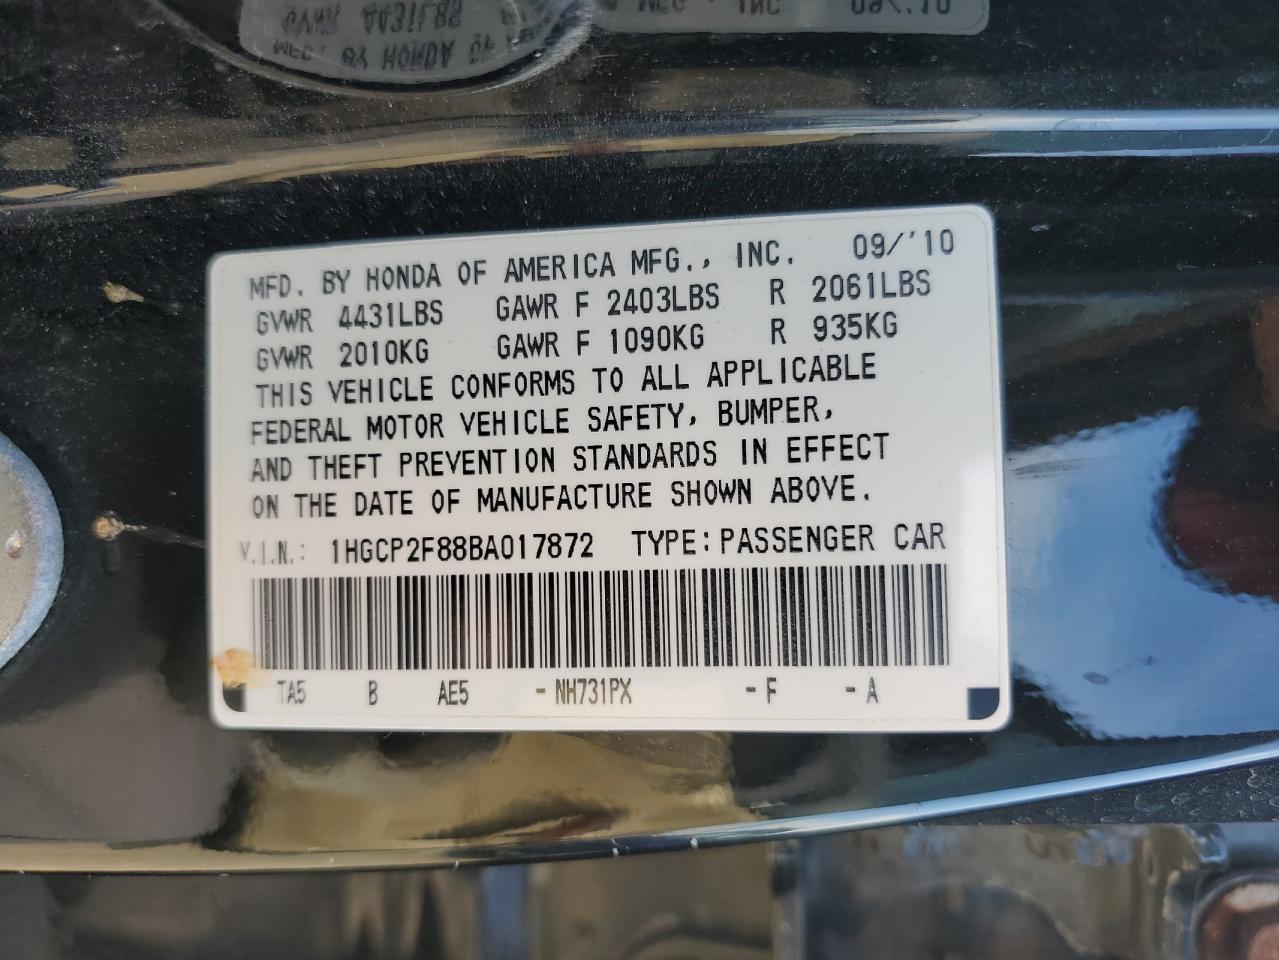 MFD. BY HONDA OF AMERICA MFG., INC. 09/'10
GVWR 4431LBS GAWR F 2403LBS R 2061LBS
GVWR 2010KG GAWR F 1090KG R 935KG
THIS VEHICLE CONFORMS TO ALL APPLICABLE
FEDERAL MOTOR VEHICLE SAFETY, BUMPER,
AND THEFT PREVENTION STANDARDS IN EFFECT
ON THE DATE OF MANUFACTURE SHOWN ABOVE.
V.I.N.: 1HGCP2F88BA017872 TYPE: PASSENGER CAR
TA5 B AE5 - NH731PX - F - A